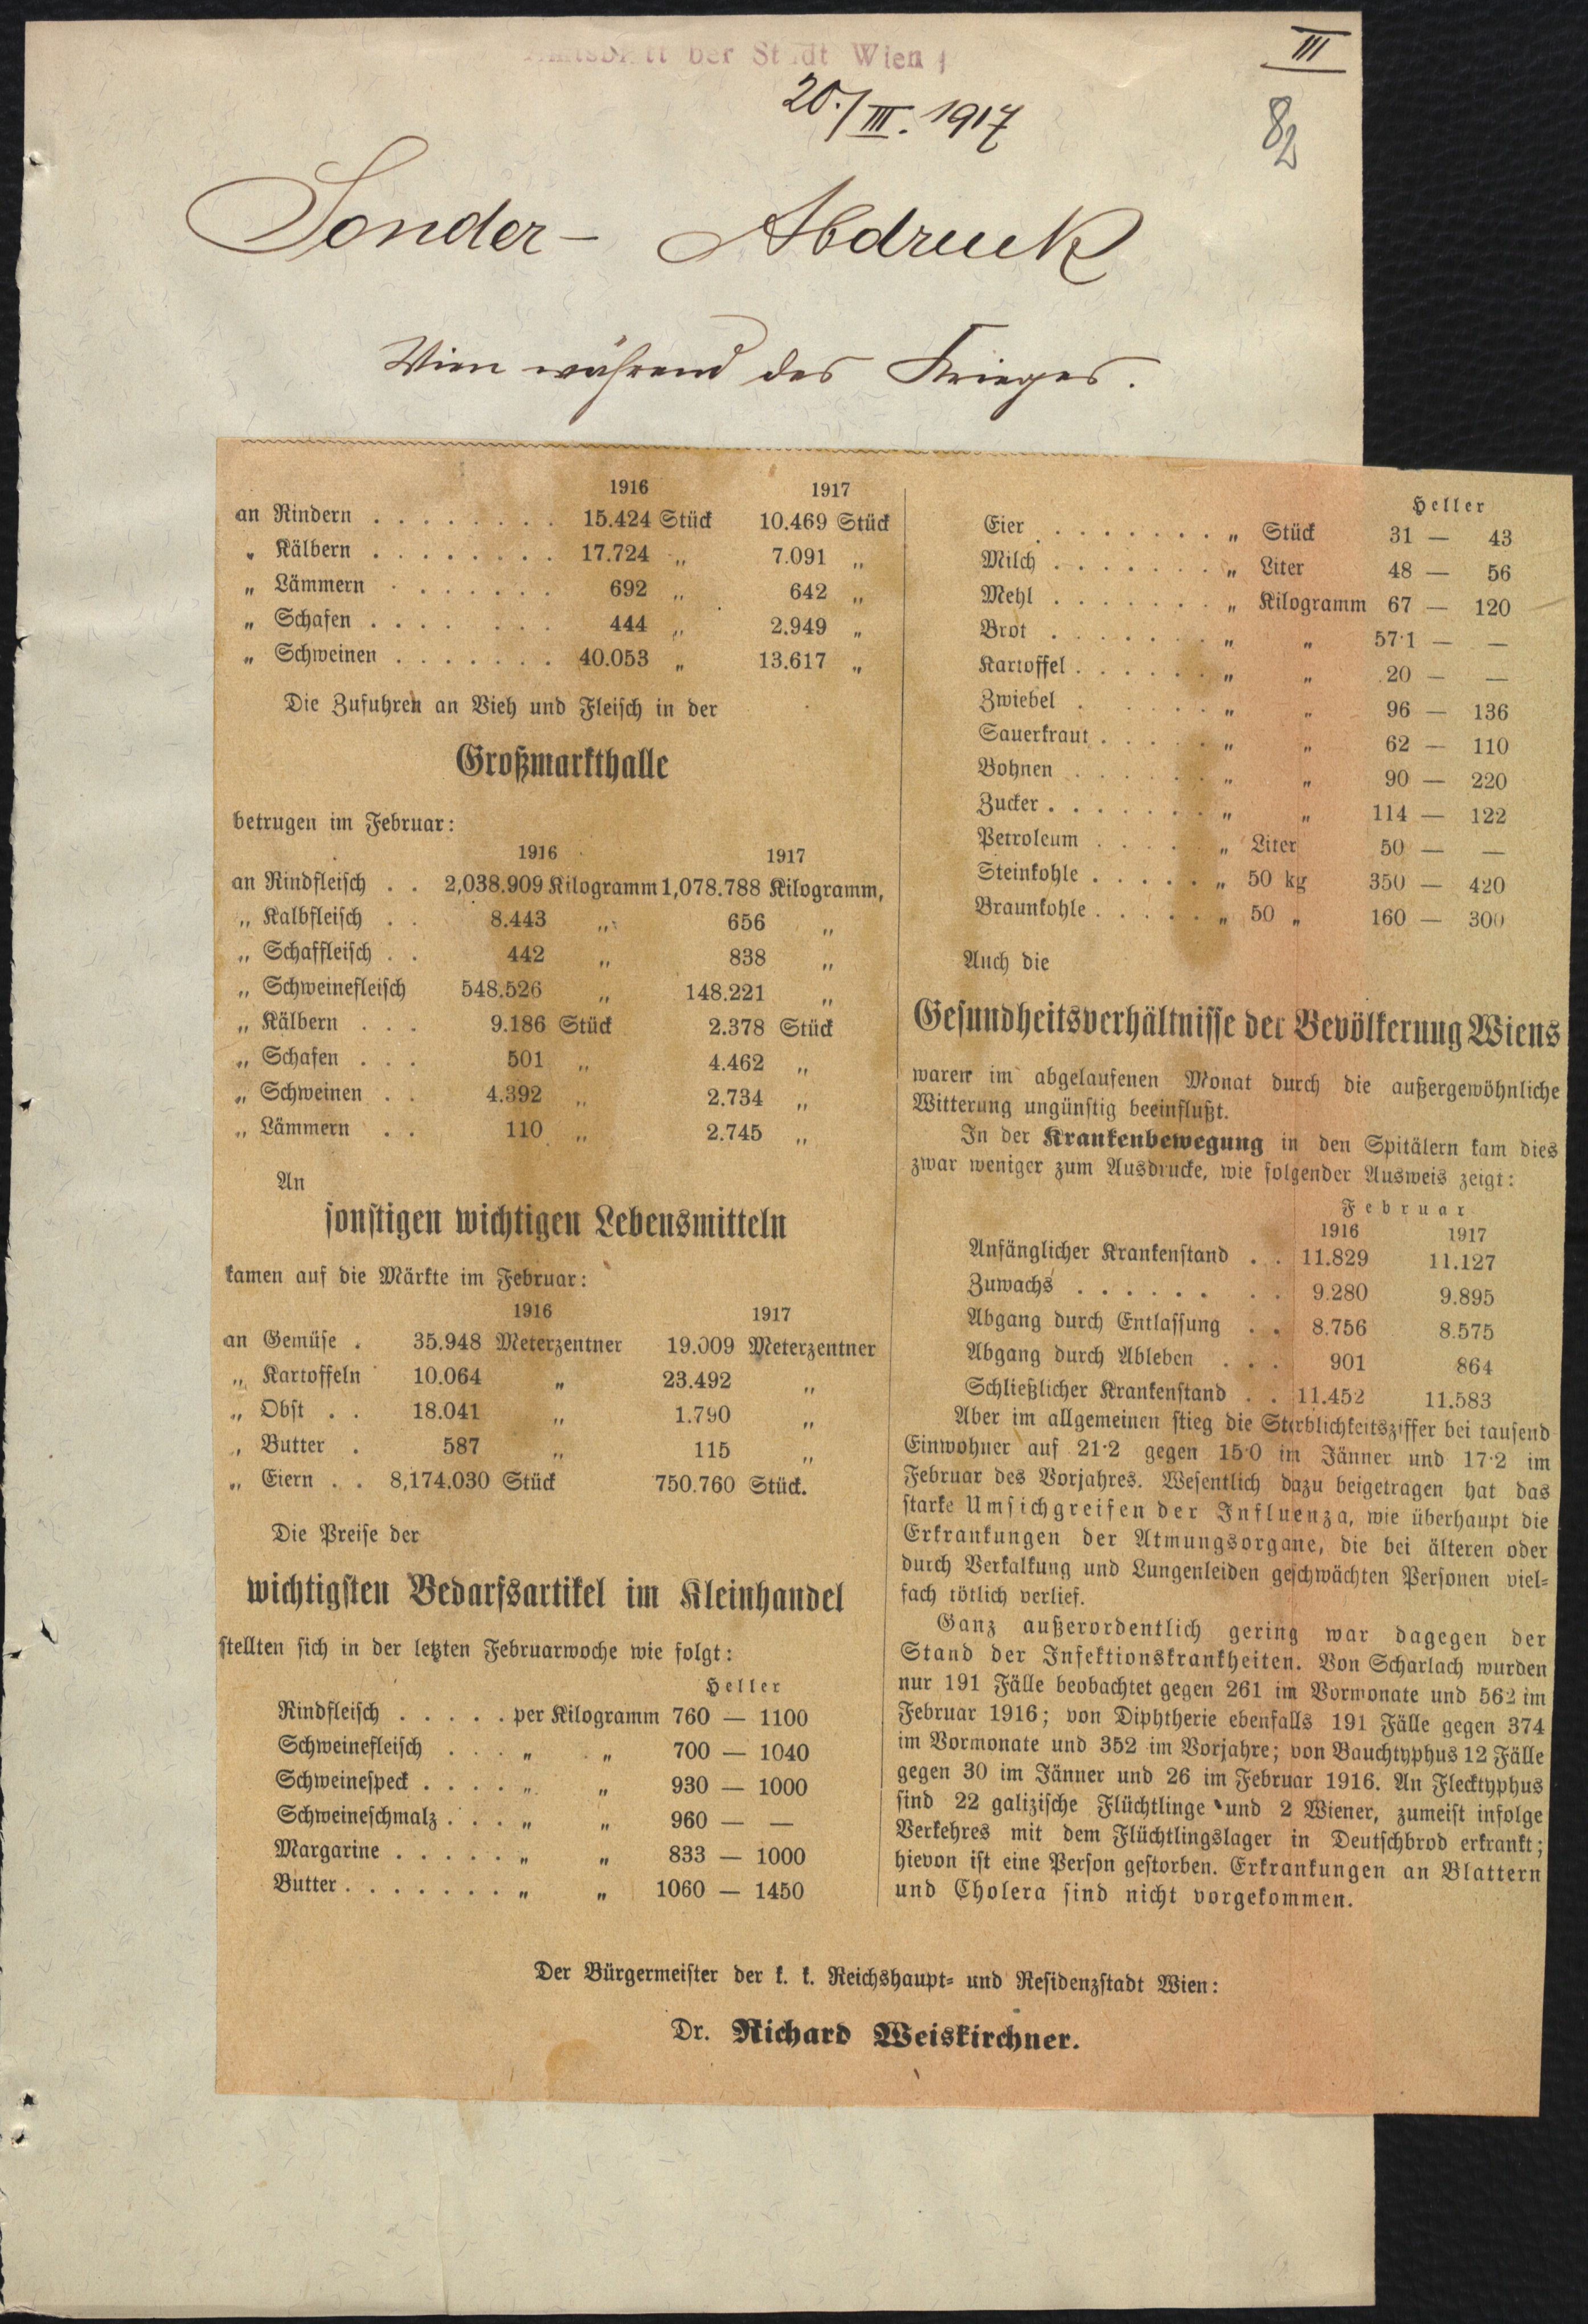 Amtsblatt der Stadt Wien
III
20./III. 1917
82
Sonder- Abdruck
Wien während des Krieges.
1916 1917
an Rindern . . . . . . . . 15.424 Stück 10.469 Stück
„ Kälbern . . . . . . . . 17.724 „ 7.091 „
„ Lämmern . . . . . . . 692 „ 642 „
„ Schafen . . . . . . . 444 „ 2.949 „
„ Schweinen . . . . . . . 40.053 „ 13.617 „
Die Zufuhren an Vieh und Fleisch in der
Großmarkthalle
betrugen im Februar:
1916 1917
an Rindfleisch . . 2,038.909 Kilogramm 1,078.788 Kilogramm,
„ Kalbfleisch . . 8.443 „ 656 „
„ Schaffleisch . . 442 „ 838 „
„ Schweinefleisch 548.526 „ 148.221 „
„ Kälbern . . . 9.186 Stück 2.378 Stück
„ Schafen . . . 501 „ 4.462 „
„ Schweinen . . 4.392 „ 2.734 „
„ Lämmern . . 110 „ 2.745 „
An
sonstigen wichtigen Lebensmitteln
kamen auf die Märkte im Februar:
1916 1917
an Gemüse . 35.948 Meterzentner 19.009 Meterzentner
„ Kartoffeln 10.064 „ 23.492 „
„ Obst . . 18.041 „ 1.790 „
„ Butter . 587 „ 115 „
„ Eiern . . 8,174.030 Stück 750.760 Stück.
Die Preise der
wichtigsten Bedarfsartikel im Kleinhandel
stellten sich in der letzten Februarwoche wie folgt:
Heller
Rindfleisch . . . . . per Kilogramm 760 — 1100
Schweinefleisch . . . „ „ 700 — 1040
Schweinespeck . . . . „ „ 930 — 1000
Schweineschmalz . . . „ „ 960 — —
Margarine . . . . . „ „ 833 — 1000
Butter . . . . . . . „ „ 1060 — 1450
Heller
Eier . . . . . . . . „ Stück 31 — 43
Milch . . . . . . . „ Liter 48 — 56
Mehl . . . . . . . „ Kilogramm 67 — 120
Brot . . . . . . . „ „ 57·1 — —
Kartoffel . . . . . . „ „ 20 — —
Zwiebel . . . . . „ „ 96 — 136
Sauerkraut . . . . . „ „ 62 — 110
Bohnen . . . . . . „ „ 90 — 220
Zucker . . . . . . . „ „ 114 — 122
Petroleum . . . . . „ Liter 50 — —
Steinkohle . . . . . „ 50 kg 350 — 420
Braunkohle . . . . . „ 50 „ 160 — 300
Auch die
Gesundheitsverhältnisse der Bevölkerung Wiens
waren im abgelaufenen Monat durch die außergewöhnliche
Witterung ungünstig beeinflußt.
In der Krankenbewegung in den Spitälern kam dies
zwar weniger zum Ausdrucke, wie folgender Ausweis zeigt:
Februar
1916 1917
Anfänglicher Krankenstand . . 11.829 11.127
Zuwachs . . . . . . . . 9.280 9.895
Abgang durch Entlassung . . 8.756 8.575
Abgang durch Ableben . . . 901 864
Schließlicher Krankenstand . . 11.452 11.583
Aber im allgemeinen stieg die Sterblichkeitsziffer bei tausend
Einwohner auf 21·2 gegen 15·0 im Jänner und 17·2 im
Februar des Vorjahres. Wesentlich dazu beigetragen hat das
starke Umsichgreifen der Influenza, wie überhaupt die
Erkrankungen der Atmungsorgane, die bei älteren oder
durch Verkalkung und Lungenleiden geschwächten Personen viel-
fach tötlich verlief.
Ganz außerordentlich gering war dagegen der
Stand der Infektionskrankheiten. Von Scharlach wurden
nur 191 Fälle beobachtet gegen 261 im Vormonate und 562 im
Februar 1916; von Diphtherie ebenfalls 191 Fälle gegen 374
im Vormonate und 352 im Vorjahre; von Bauchtyphus 12 Fälle
gegen 30 im Jänner und 26 im Februar 1916. An Flecktyphus
sind 22 galizische Flüchtlinge und 2 Wiener, zumeist infolge
Verkehres mit dem Flüchtlingslager in Deutschbrod erkrankt;
hievon ist eine Person gestorben. Erkrankungen an Blattern
und Cholera sind nicht vorgekommen.
Der Bürgermeister der k. k. Reichshaupt- und Residenzstadt Wien:
Dr. Richard Weiskirchner.